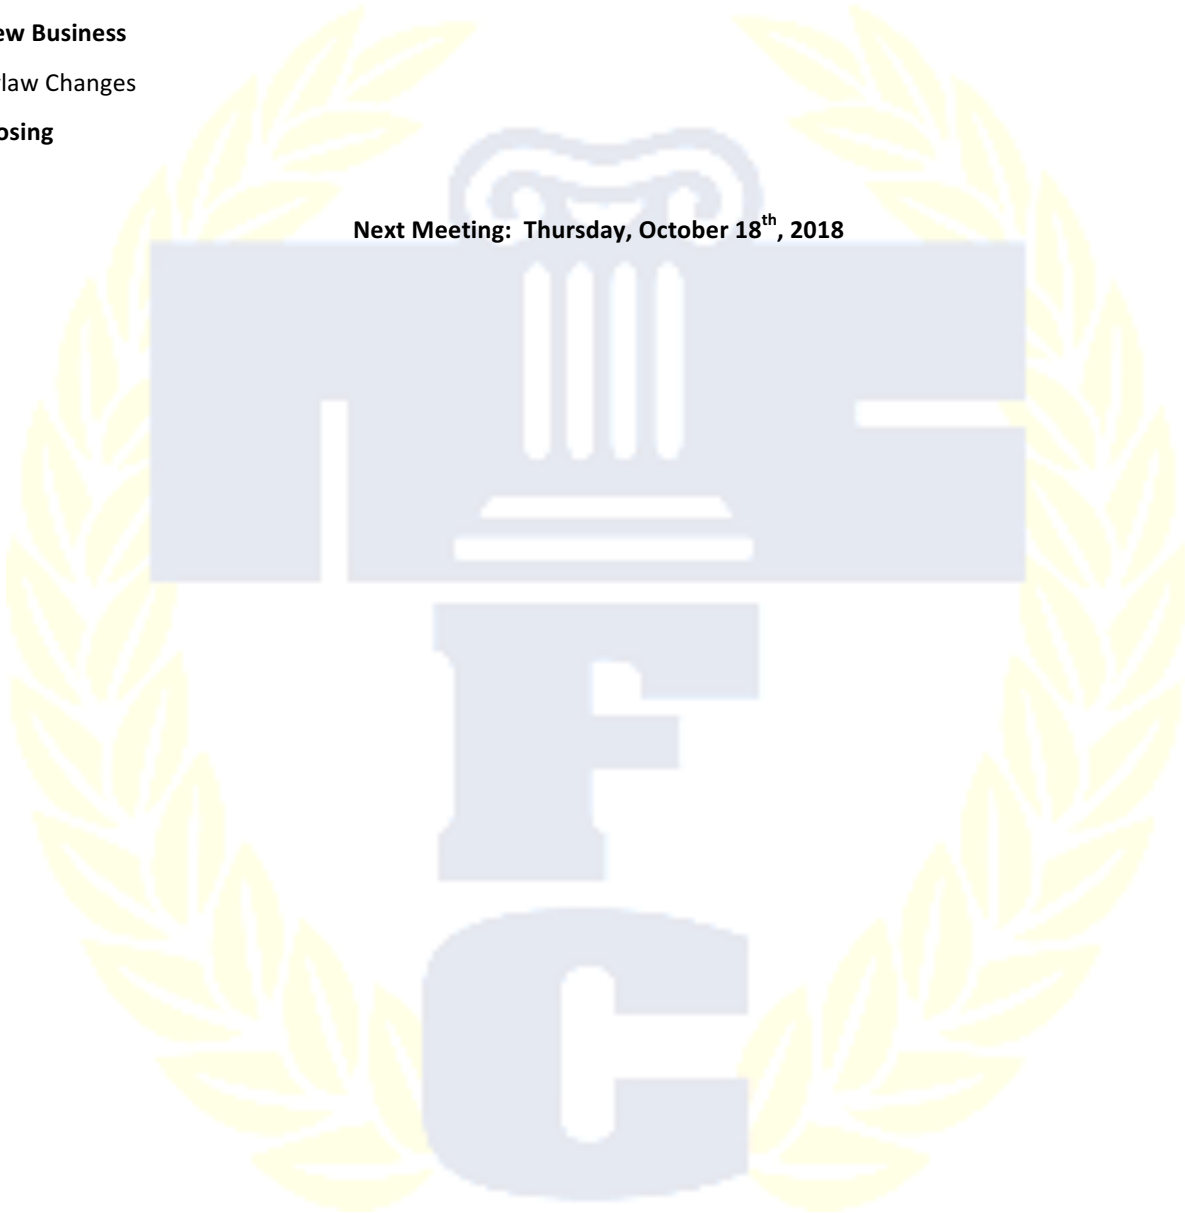 ew Business
law Changes
osing
Next Meeting: Thursday, October 18th, 2018
F
C